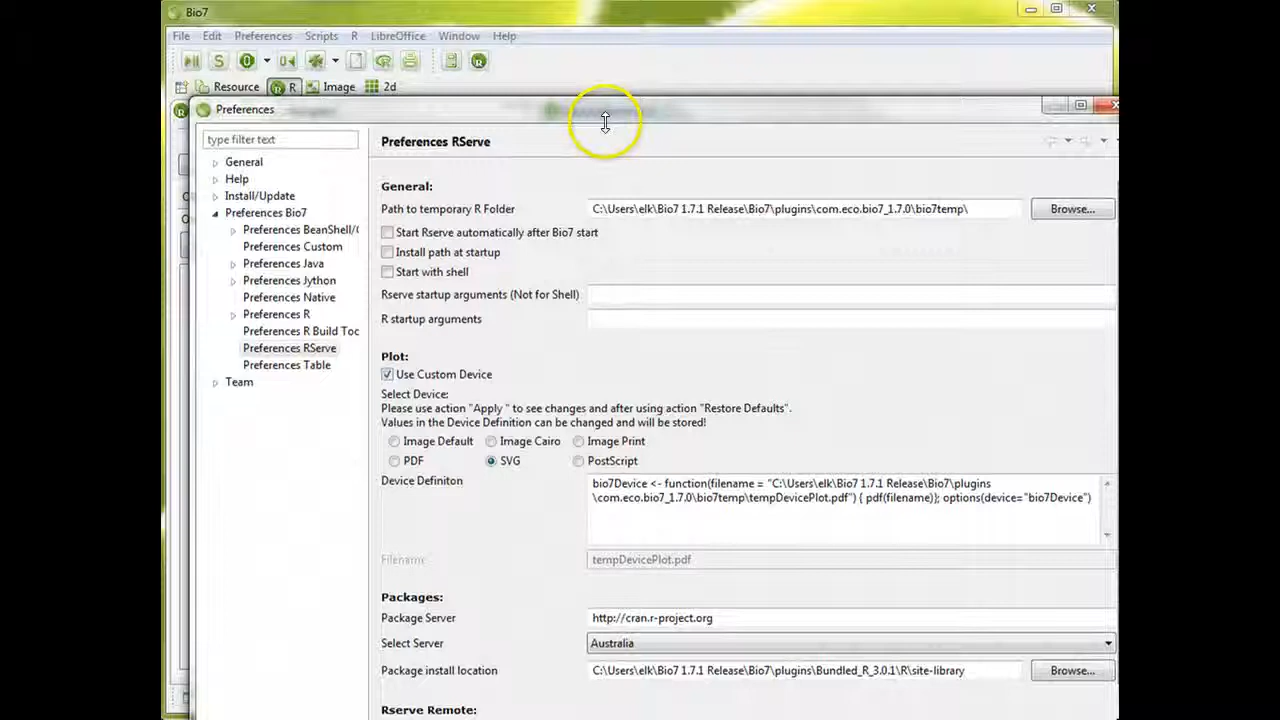 Bio7
File Edit Preferences Scripts R LibreOffice Window Help
Resource R Image 2d
Preferences
type filter text
Preferences RServe
General
Help
Install/Update
Preferences Bio7
Preferences BeanShell/
Preferences Custom
Preferences Java
Preferences Jython
Preferences Native
Preferences R
Preferences R Build Toc
Preferences RServe
Preferences Table
Team
General:
Path to temporary R Folder C:\Users\elk\Bio7 1.7.1 Release\Bio7\plugins\com.eco.bio7_1.7.0\bio7temp\ Browse...
Start Rserve automatically after Bio7 start
Install path at startup
Start with shell
Rserve startup arguments (Not for Shell)
R startup arguments
Plot:
Use Custom Device
Select Device:
Please use action "Apply " to see changes and after using action "Restore Defaults".
Values in the Device Definition can be changed and will be stored!
Image Default Image Cairo Image Print
PDF SVG PostScript
Device Definiton bio7Device <- function(filename = "C:\Users\elk\Bio7 1.7.1 Release\Bio7\plugins
\com.eco.bio7_1.7.0\bio7temp\tempDevicePlot.pdf") { pdf(filename)}; options(device="bio7Device")
Filename tempDevicePlot.pdf
Packages:
Package Server http://cran.r-project.org
Select Server Australia
Package install location C:\Users\elk\Bio7 1.7.1 Release\Bio7\plugins\Bundled_R_3.0.1\R\site-library Browse...
Rserve Remote: